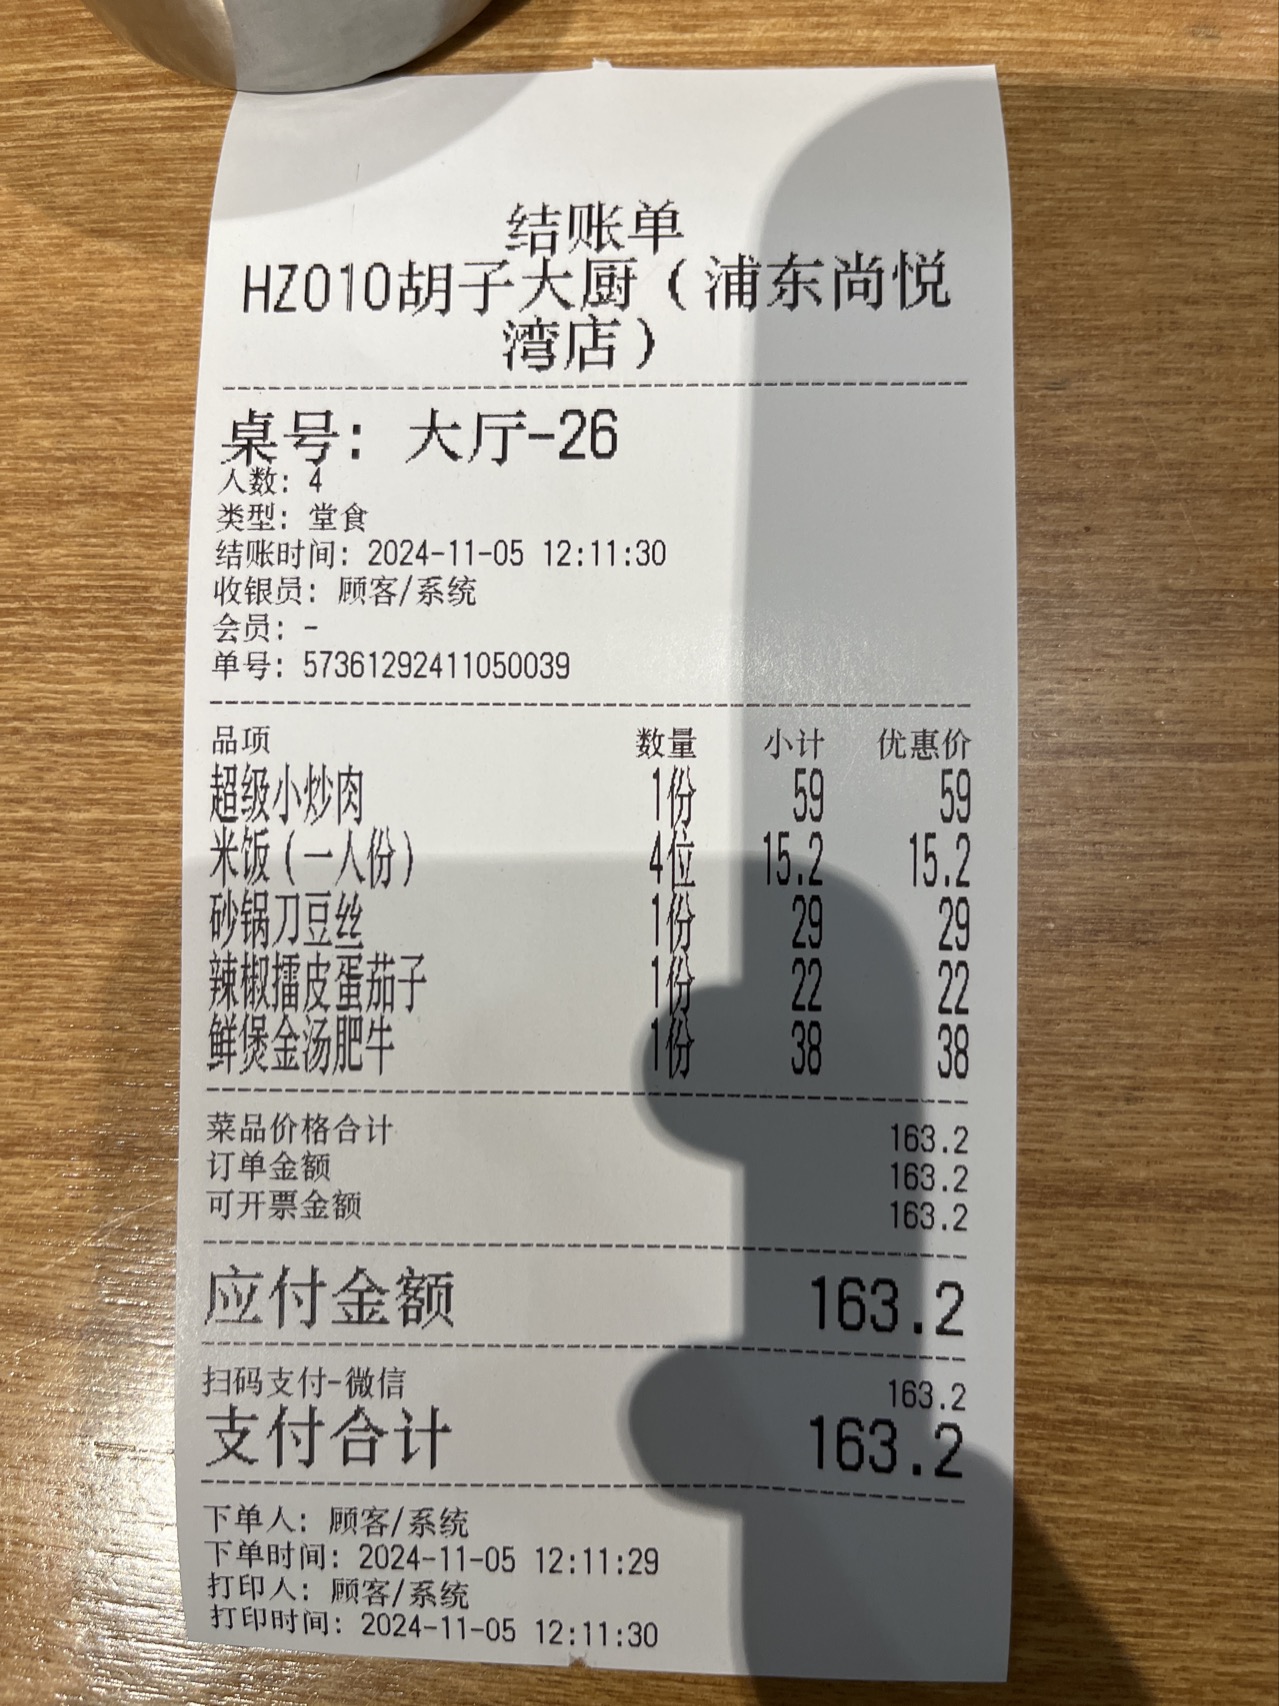 结账单
HZ010胡子大厨（浦东尚悦
湾店）
桌号：大厅-26
人数：4
类型：堂食
结账时间：2024-11-05 12:11:30
收银员：顾客/系统
会员：-
单号：57361292411050039
品项 数量 小计 优惠价
超级小炒肉 1份 59 59
米饭（一人份） 4位 15.2 15.2
砂锅刀豆丝 1份 29 29
辣椒擂皮蛋茄子 1份 22 22
鲜煲金汤肥牛 1份 38 38
菜品价格合计 163.2
订单金额 163.2
可开票金额 163.2
应付金额 163.2
扫码支付-微信 163.2
支付合计 163.2
下单人：顾客/系统
下单时间：2024-11-05 12:11:29
打印人：顾客/系统
打印时间：2024-11-05 12:11:30